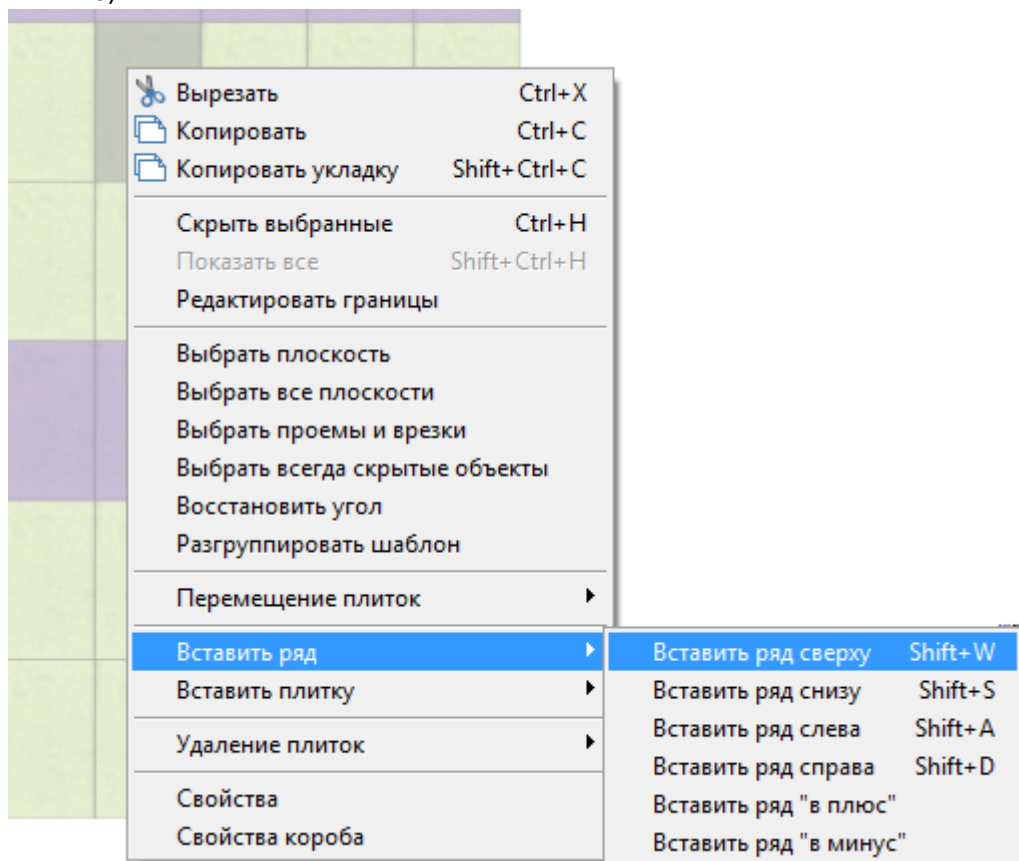 Вырезать Ctrl+X
Копировать Ctrl+C
Копировать укладку Shift+Ctrl+C
Скрыть выбранные Ctrl+H
Показать все Shift+Ctrl+H
Редактировать границы
Выбрать плоскость
Выбрать все плоскости
Выбрать проемы и врезки
Выбрать всегда скрытые объекты
Восстановить угол
Разгруппировать шаблон
Перемещение плиток
Вставить ряд
Вставить плитку
Удаление плиток
Свойства
Свойства короба
Вставить ряд сверху Shift+W
Вставить ряд снизу Shift+S
Вставить ряд слева Shift+A
Вставить ряд справа Shift+D
Вставить ряд "в плюс"
Вставить ряд "в минус"